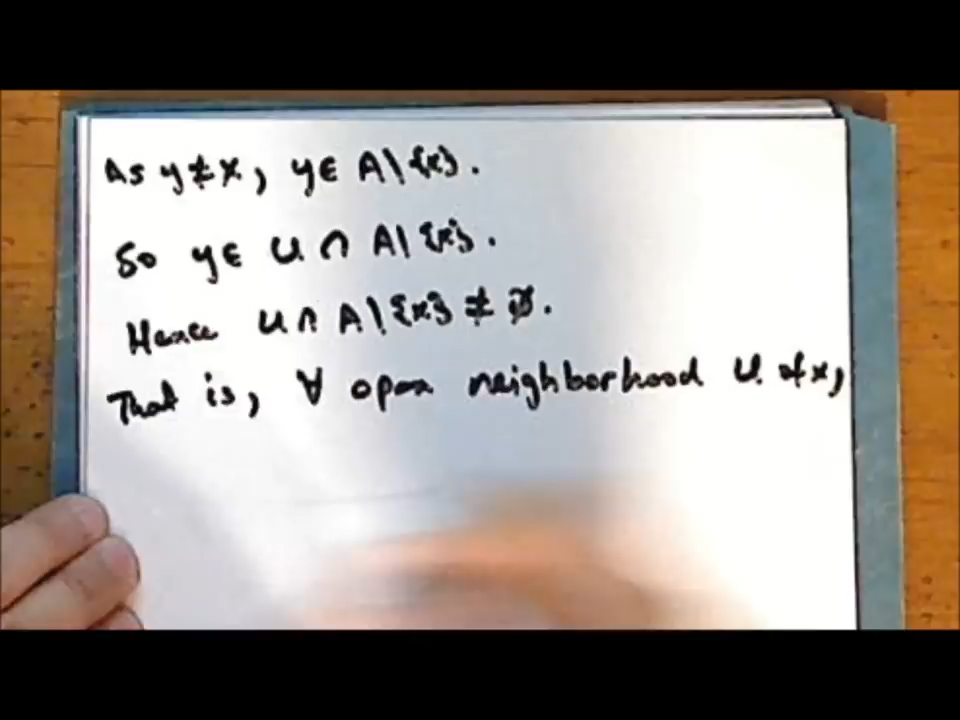 As y ≠ x, y ∈ A \ {x}.
So y ∈ U ∩ A \ {x}.
Hence U ∩ A \ {x} ≠ ∅.
That is, ∀ open neighborhood U of x,